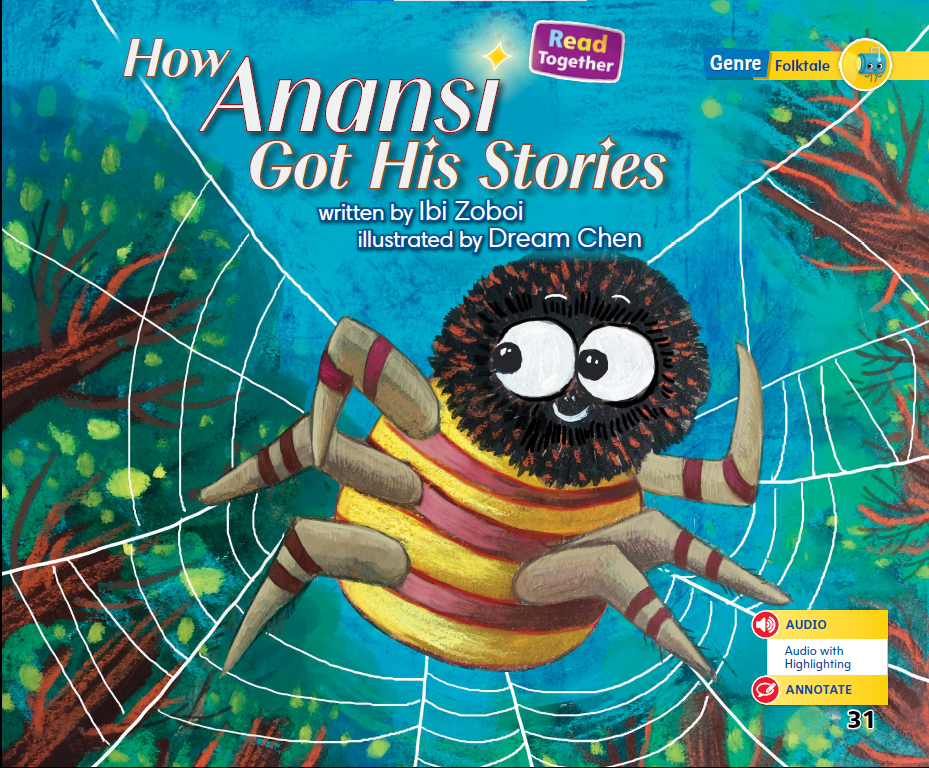 How
Anansi
Got His Stories
written by Ibi Zoboi
illustrated by Dream Chen
Read
Together
Genre Folktale
AUDIO
Audio with
Highlighting
ANNOTATE
31